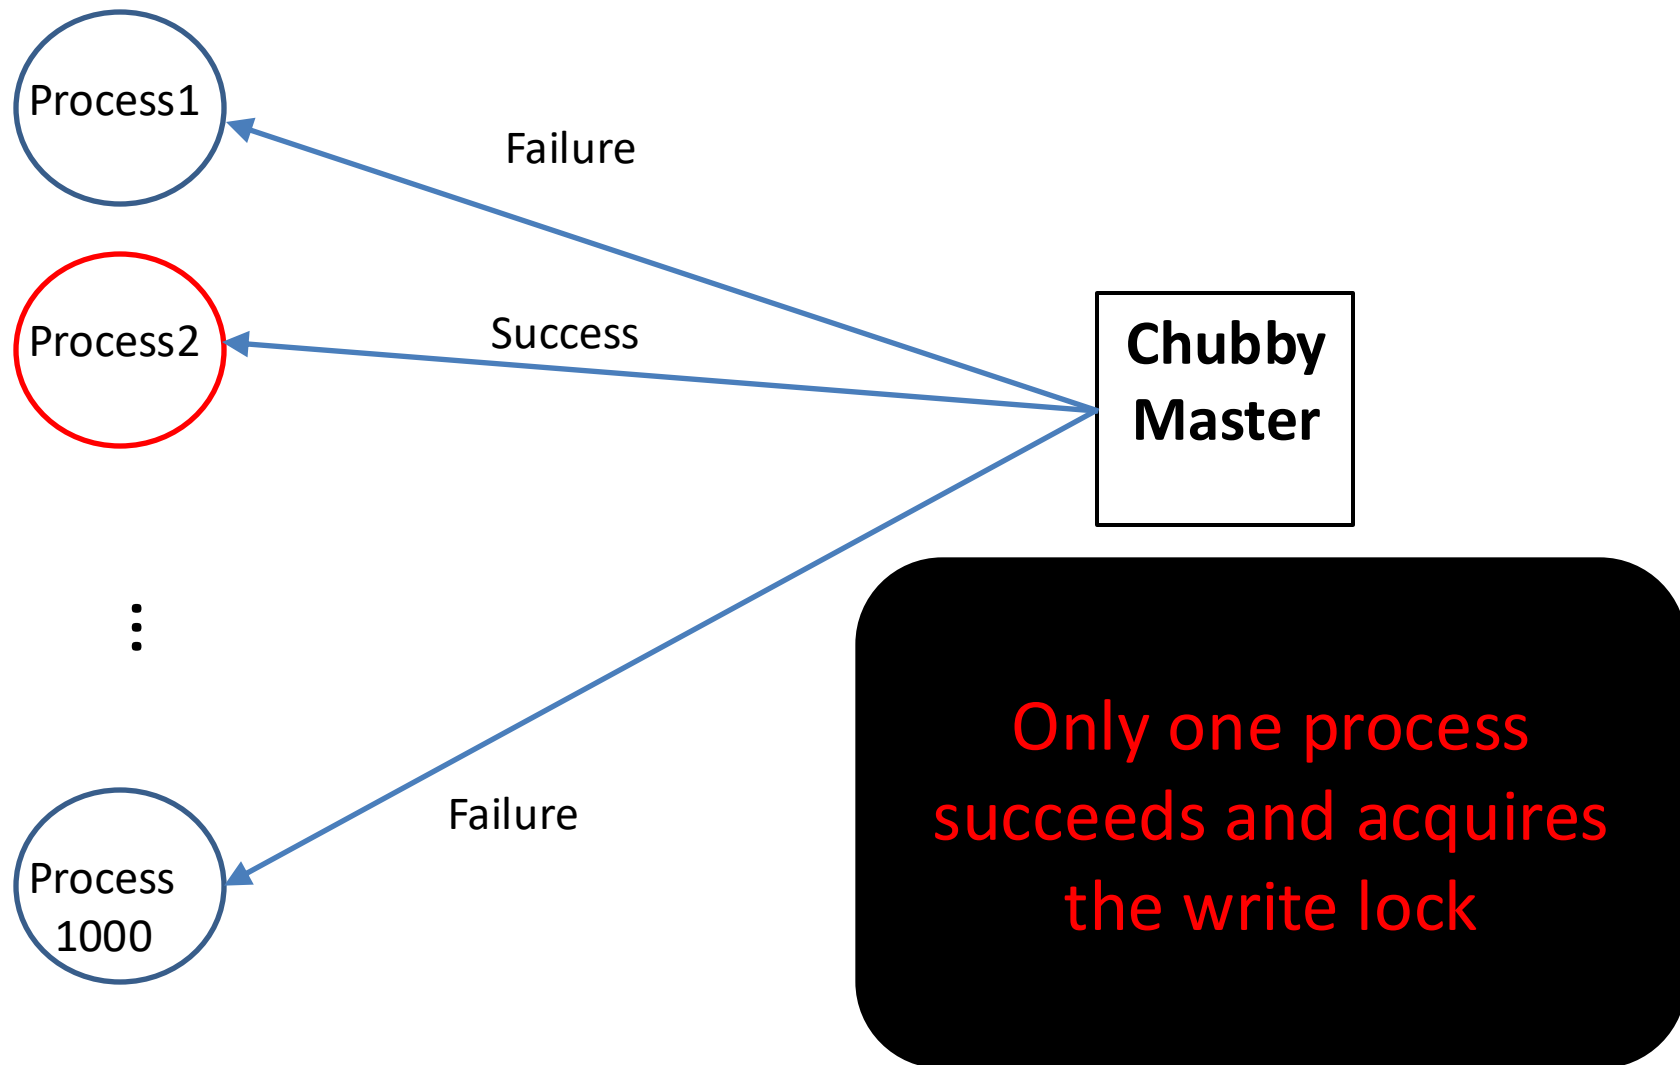 Process1
Failure
Process2
Success
Chubby
Master
⋮
Process
1000
Failure
Only one process
succeeds and acquires
the write lock